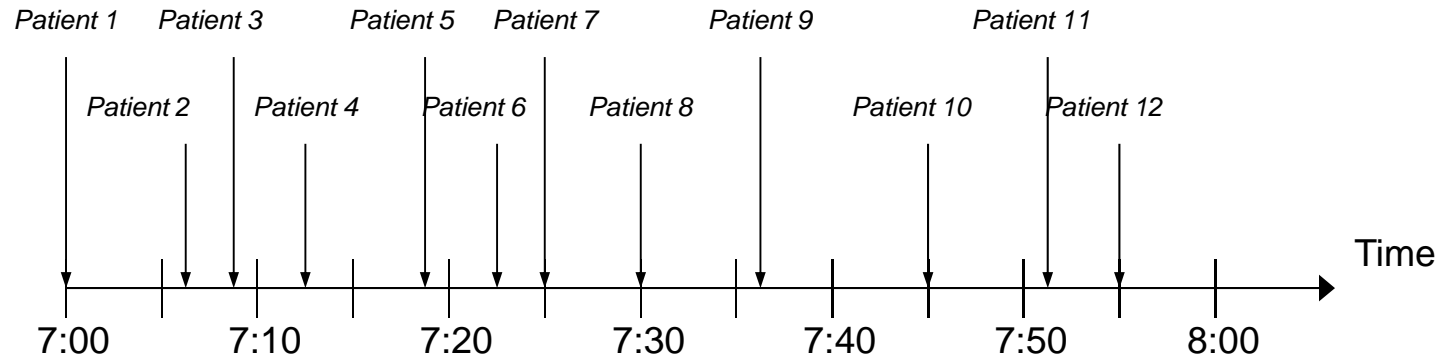 Patient 1 Patient 3 Patient 5 Patient 7 Patient 9 Patient 11
Patient 2 Patient 4 Patient 6 Patient 8 Patient 10 Patient 12
Time
7:00 7:10 7:20 7:30 7:40 7:50 8:00